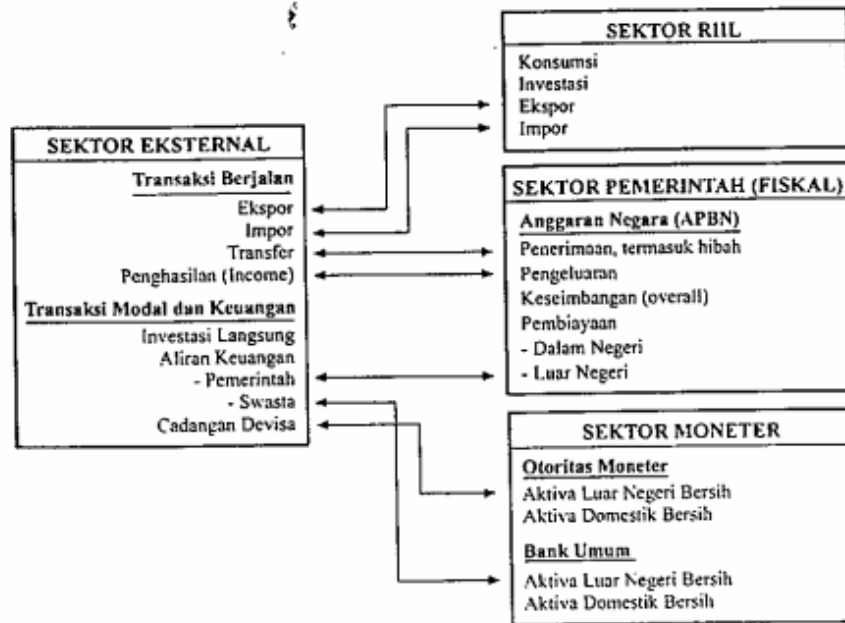 SEKTOR RIIL
Konsumsi
Investasi
Ekspor
Impor
SEKTOR EKSTERNAL
Transaksi Berjalan
Ekspor
Impor
Transfer
Penghasilan (Income)
Transaksi Modal dan Keuangan
Investasi Langsung
Aliran Keuangan
- Pemerintah
- Swasta
Cadangan Devisa
SEKTOR PEMERINTAH (FISKAL)
Anggaran Negara (APBN)
Penerimaan, termasuk hibah
Pengeluaran
Keseimbangan (overall)
Pembiayaan
- Dalam Negeri
- Luar Negeri
SEKTOR MONETER
Otoritas Moneter
Aktiva Luar Negeri Bersih
Aktiva Domestik Bersih
Bank Umum
Aktiva Luar Negeri Bersih
Aktiva Domestik Bersih